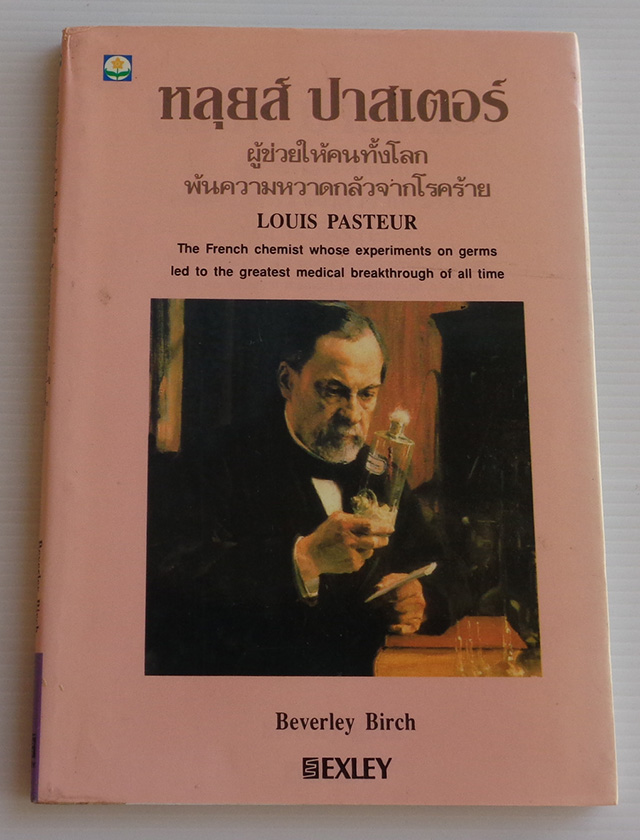 หลุยส์ ปาสเตอร์
ผู้ช่วยให้คนทั้งโลก
พ้นความหวาดกลัวจากโรคร้าย
LOUIS PASTEUR
The French chemist whose experiments on germs
led to the greatest medical breakthrough of all time
Beverley Birch
EXLEY